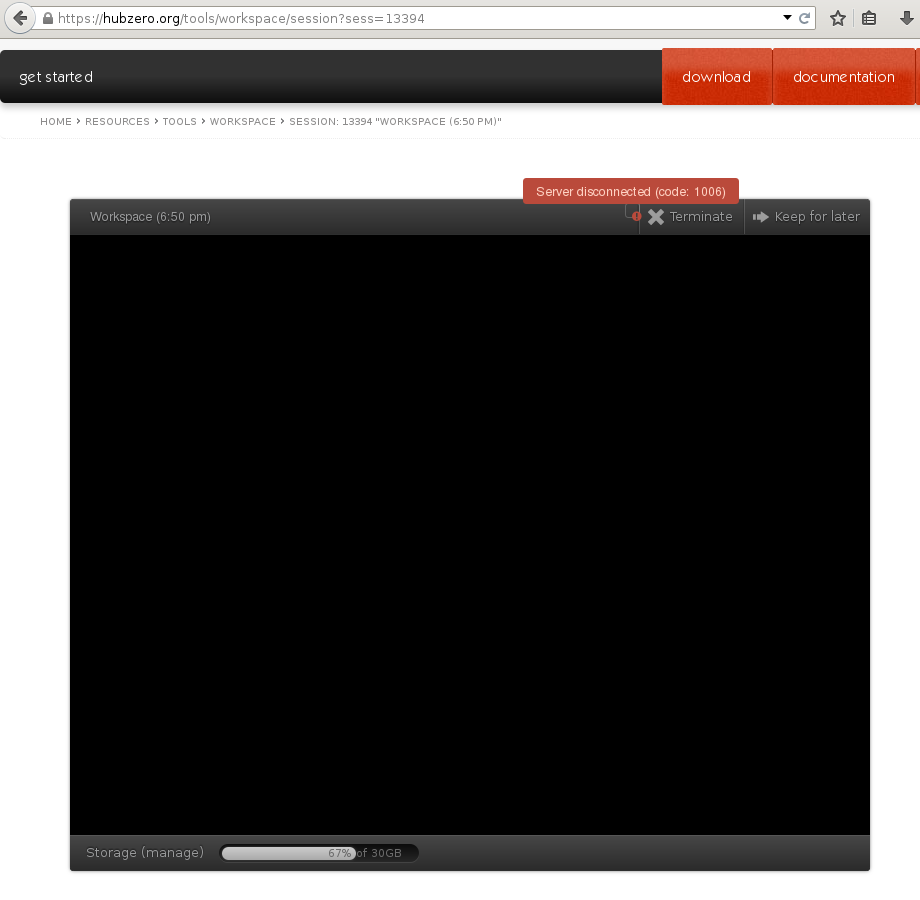 https://hubzero.org/tools/workspace/session?sess=13394
get started
download
documentation
HOME › RESOURCES › TOOLS › WORKSPACE › SESSION: 13394 "WORKSPACE (6:50 PM)"
Server disconnected (code: 1006)
Workspace (6:50 pm)
Terminate
Keep for later
Storage (manage)
67% of 30GB